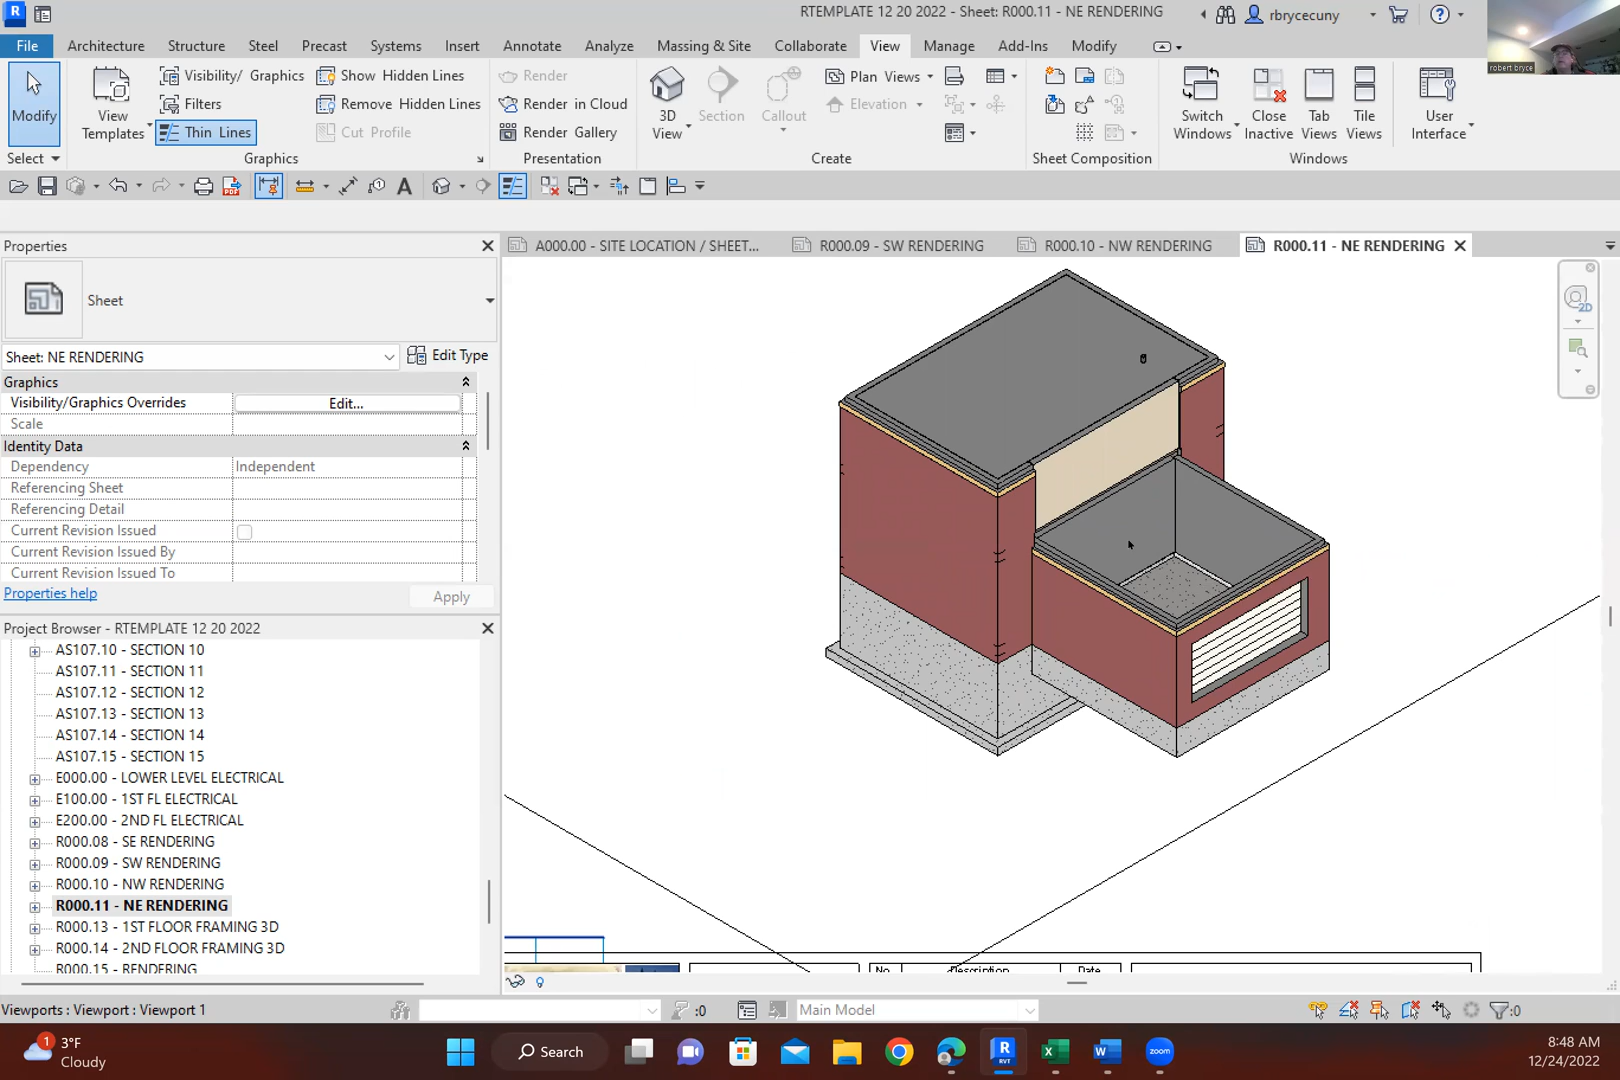 RTEMPLATE 12 20 2022 - Sheet: R000.11 - NE RENDERING
rbrycecuny
robert bryce
File Architecture Structure Steel Precast Systems Insert Annotate Analyze Massing & Site Collaborate View Manage Add-Ins Modify
Modify
View
Templates
Visibility/ Graphics
Filters
Thin Lines
Show Hidden Lines
Remove Hidden Lines
Cut Profile
Render
Render in Cloud
Render Gallery
3D
View
Section
Callout
Plan Views
Elevation
Switch
Windows
Close
Inactive
Tab
Views
Tile
Views
User
Interface
Select
Graphics
Presentation
Create
Sheet Composition
Windows
Properties
A000.00 - SITE LOCATION / SHEET...
R000.09 - SW RENDERING
R000.10 - NW RENDERING
R000.11 - NE RENDERING
Sheet
Sheet: NE RENDERING
Edit Type
Graphics
Visibility/Graphics Overrides Edit...
Scale
Identity Data
Dependency Independent
Referencing Sheet
Referencing Detail
Current Revision Issued
Current Revision Issued By
Current Revision Issued To
Properties help
Apply
Project Browser - RTEMPLATE 12 20 2022
AS107.10 - SECTION 10
AS107.11 - SECTION 11
AS107.12 - SECTION 12
AS107.13 - SECTION 13
AS107.14 - SECTION 14
AS107.15 - SECTION 15
E000.00 - LOWER LEVEL ELECTRICAL
E100.00 - 1ST FL ELECTRICAL
E200.00 - 2ND FL ELECTRICAL
R000.08 - SE RENDERING
R000.09 - SW RENDERING
R000.10 - NW RENDERING
R000.11 - NE RENDERING
R000.13 - 1ST FLOOR FRAMING 3D
R000.14 - 2ND FLOOR FRAMING 3D
R000.15 - RENDERING
2D
No. Description Date
Viewports : Viewport : Viewport 1
:0
Main Model
:0
1
3°F
Cloudy
Search
zoom
8:48 AM
12/24/2022